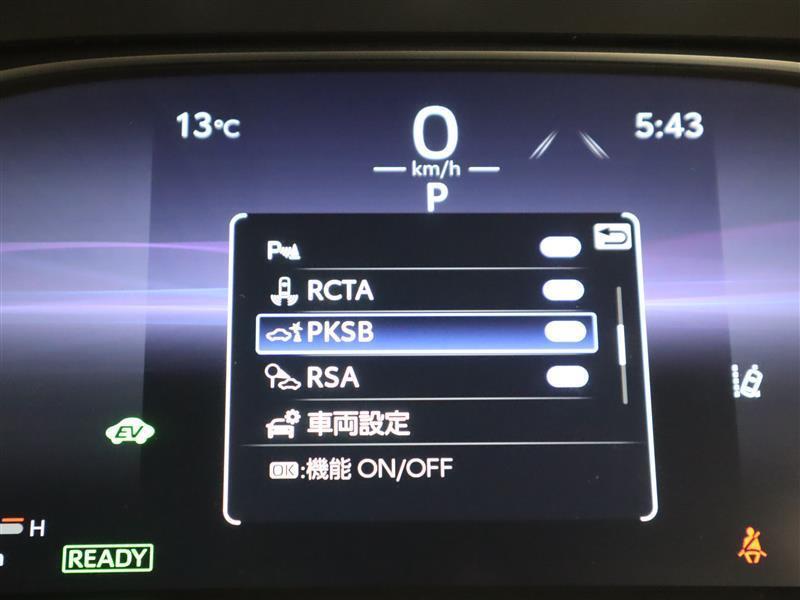 13°C
0
km/h
5:43
P
P
RCTA
PKSB
RSA
車両設定
OK:機能 ON/OFF
EV
H
READY